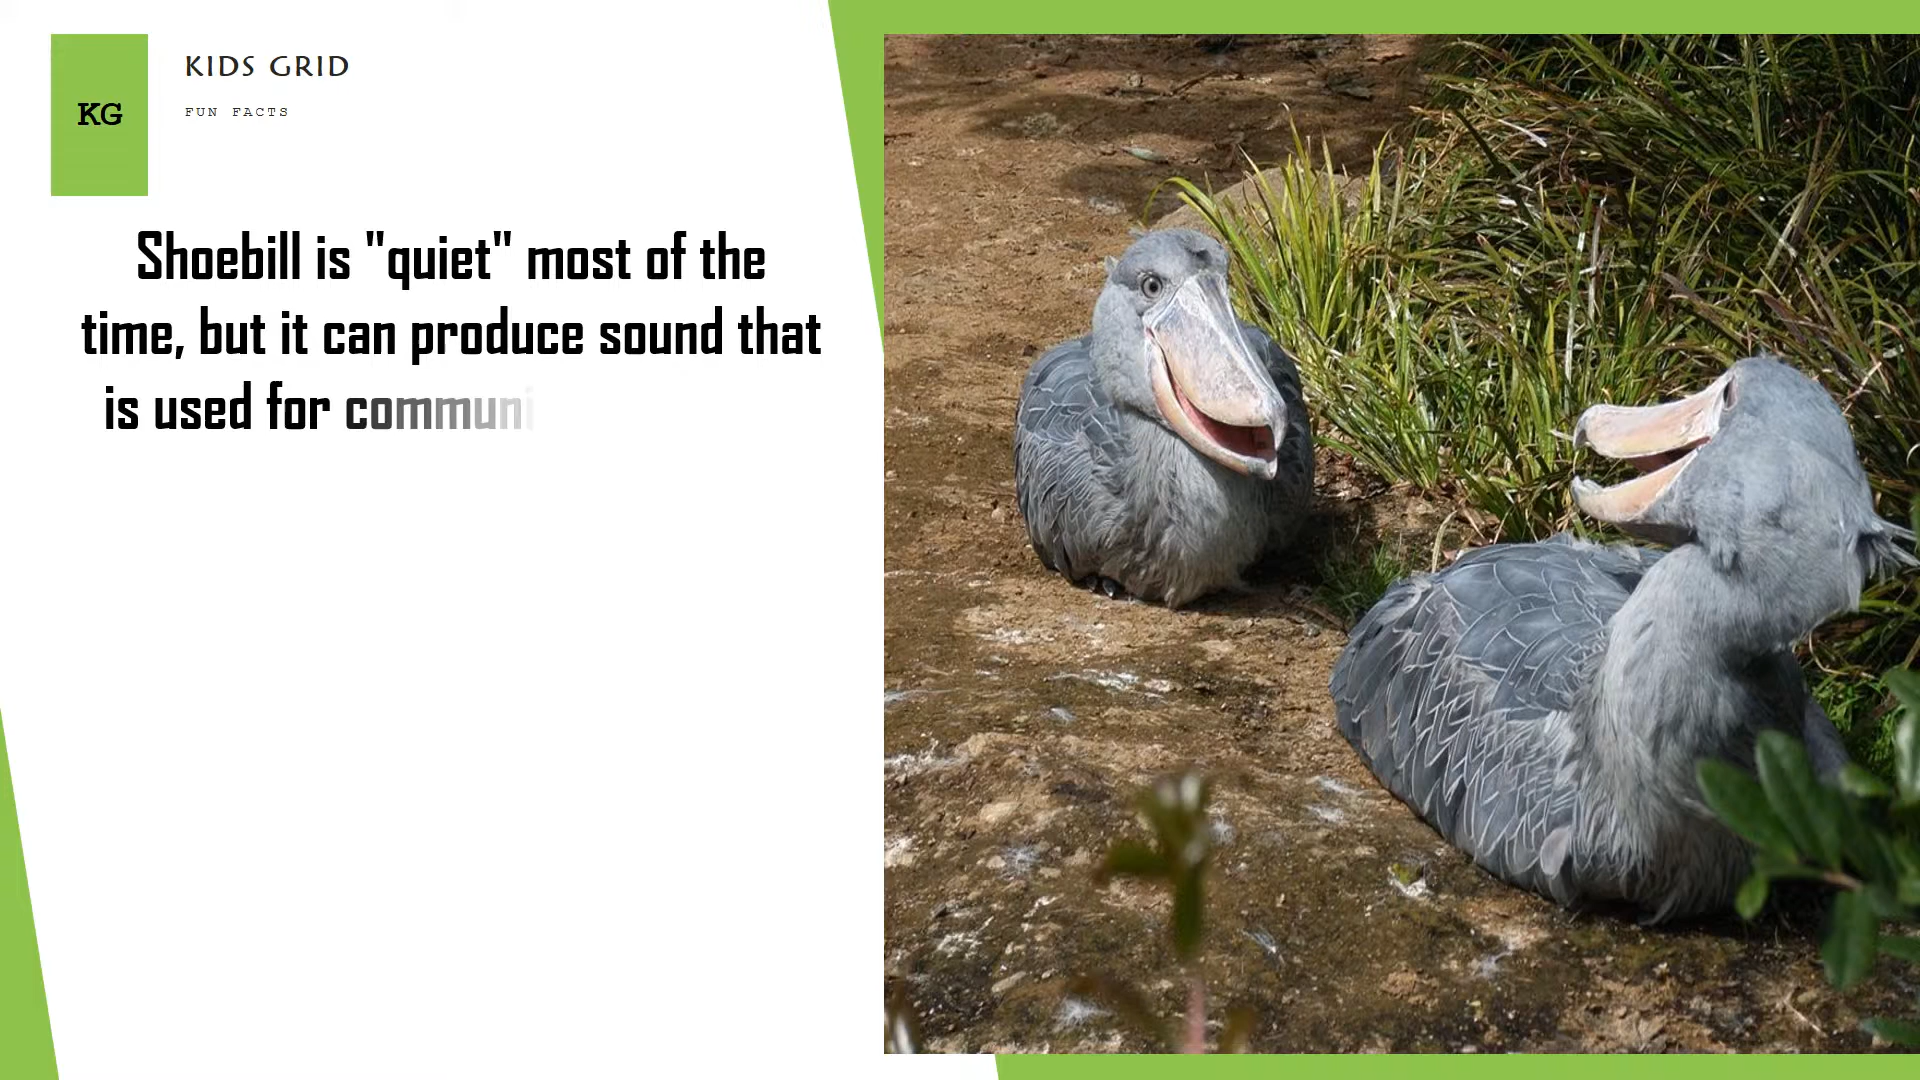 KG
KIDS GRID
FUN FACTS
Shoebill is "quiet" most of the
time, but it can produce sound that
is used for communi